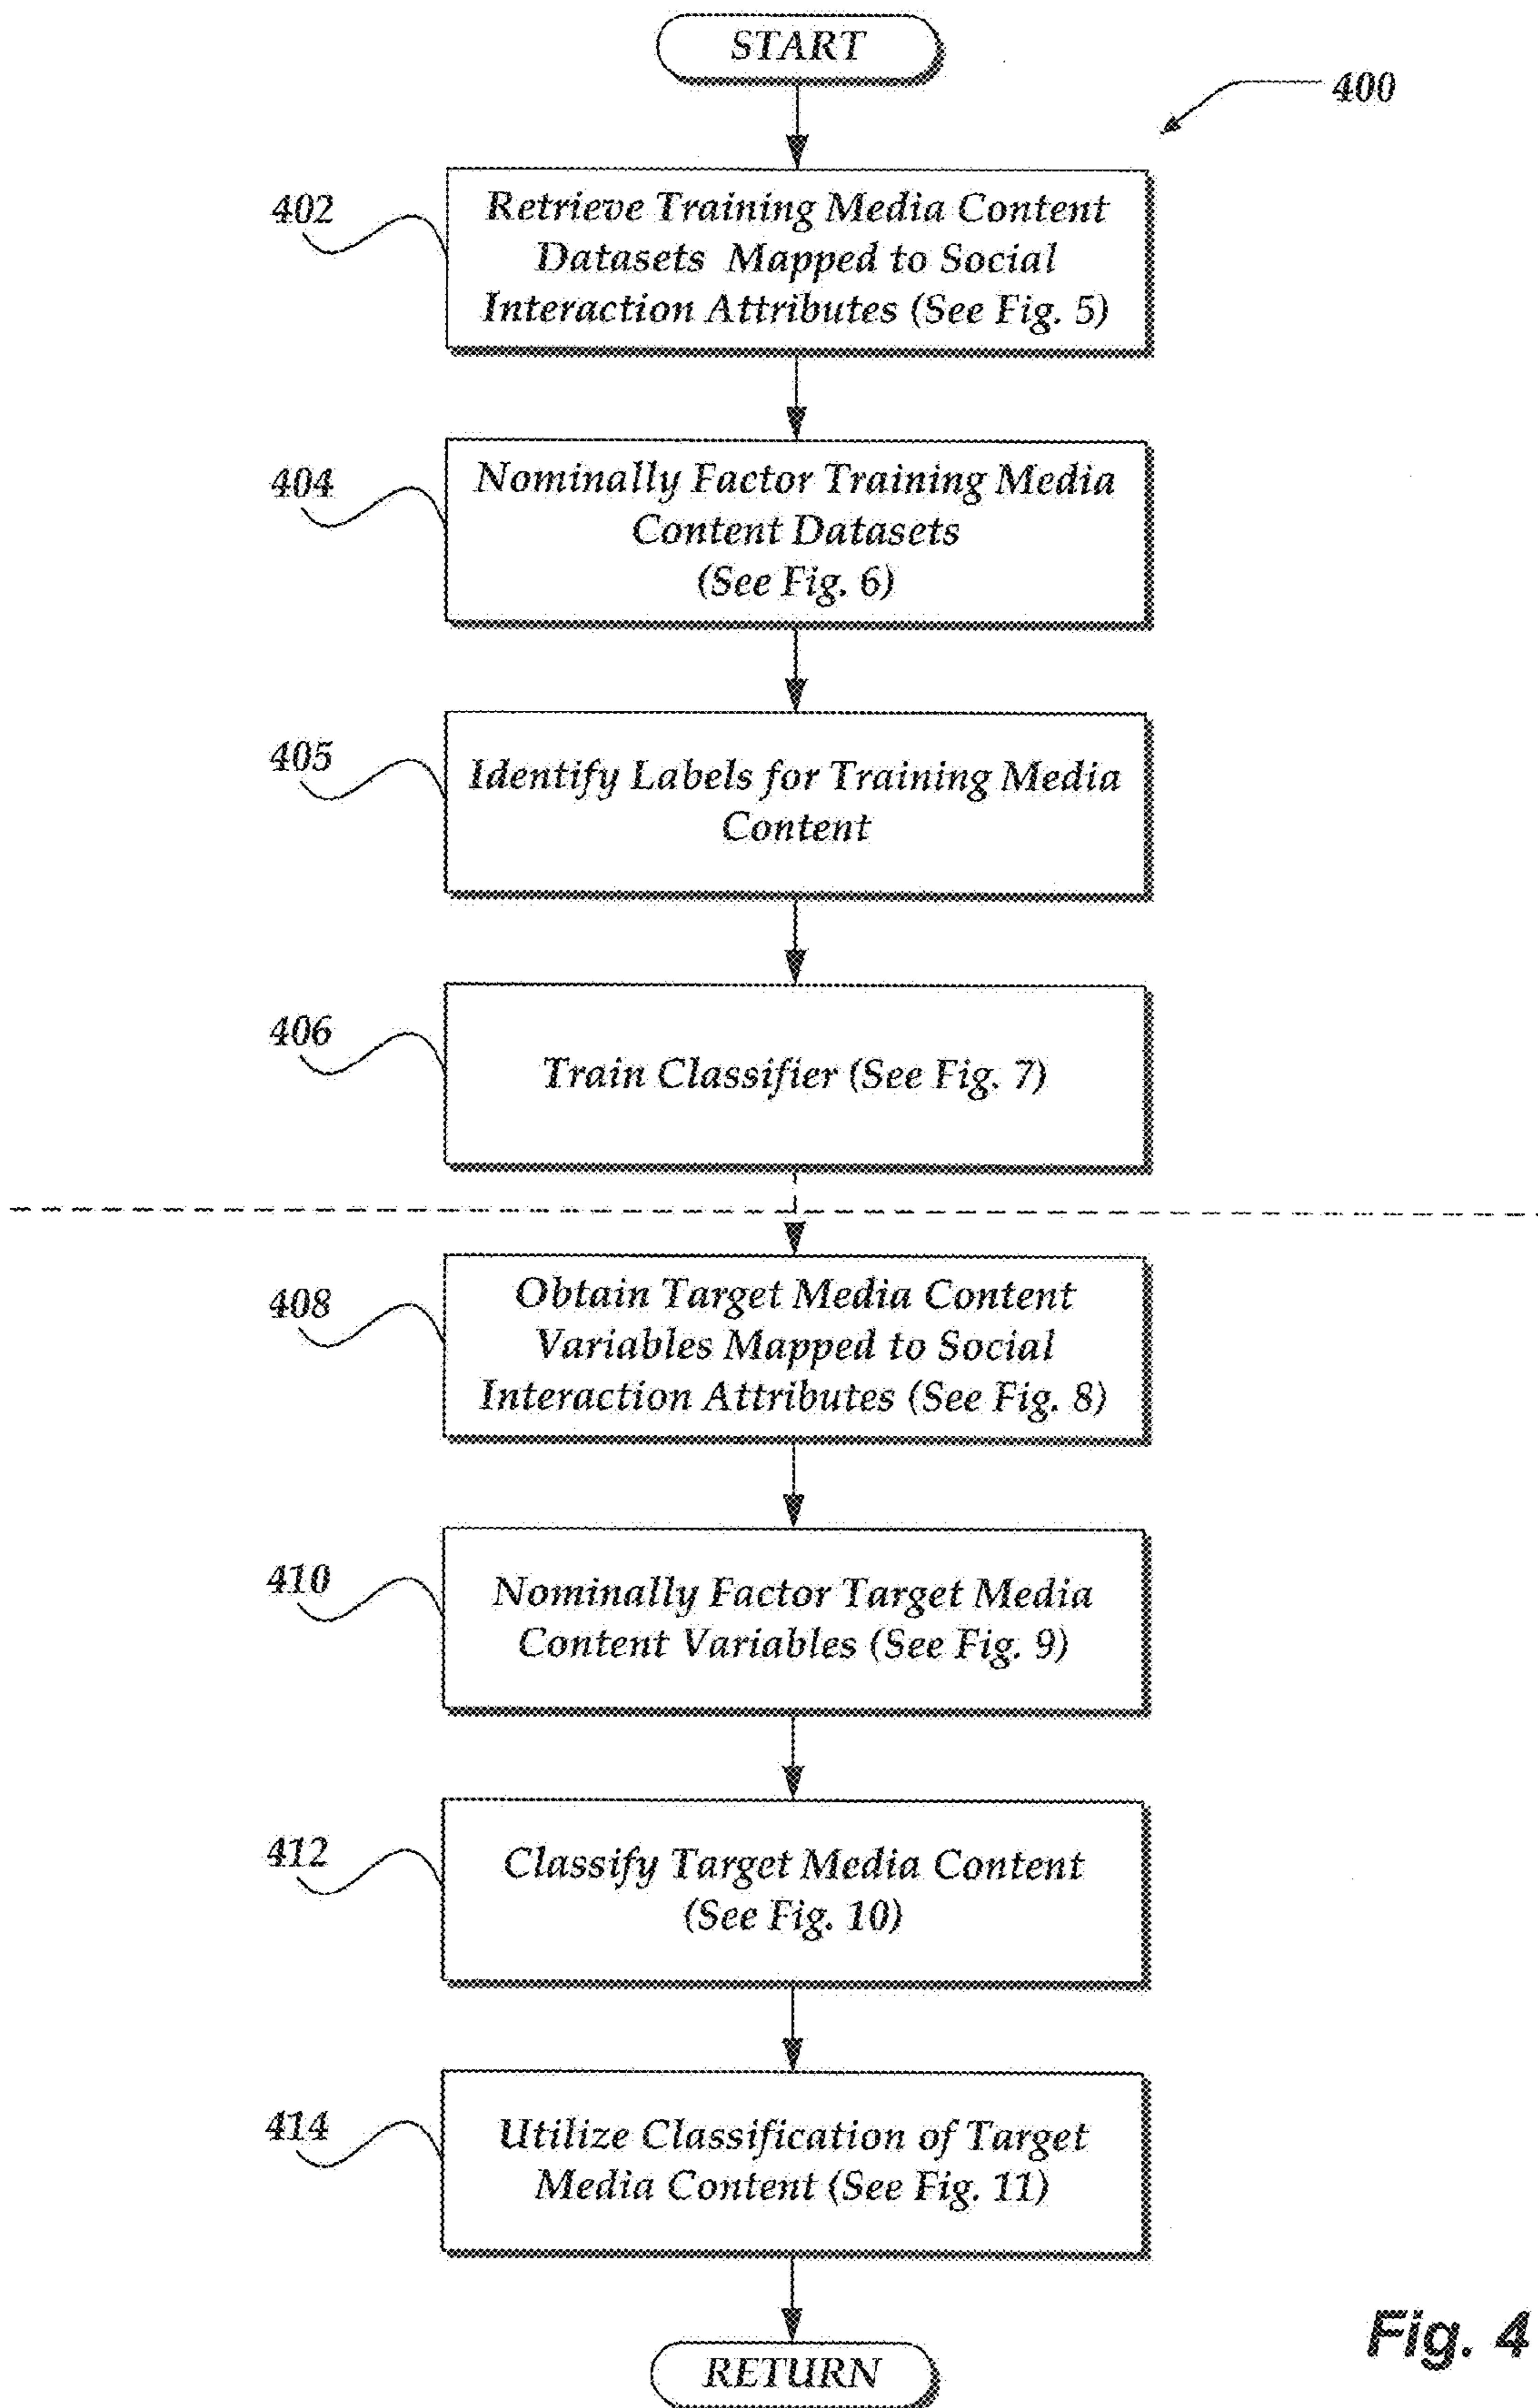 START
400
402
Retrieve Training Media Content
Datasets Mapped to Social
Interaction Attributes (See Fig. 5)
404
Nominally Factor Training Media
Content Datasets
(See Fig. 6)
405
Identify Labels for Training Media
Content
406
Train Classifier (See Fig. 7)
408
Obtain Target Media Content
Variables Mapped to Social
Interaction Attributes (See Fig. 8)
410
Nominally Factor Target Media
Content Variables (See Fig. 9)
412
Classify Target Media Content
(See Fig. 10)
414
Utilize Classification of Target
Media Content (See Fig. 11)
RETURN
Fig. 4